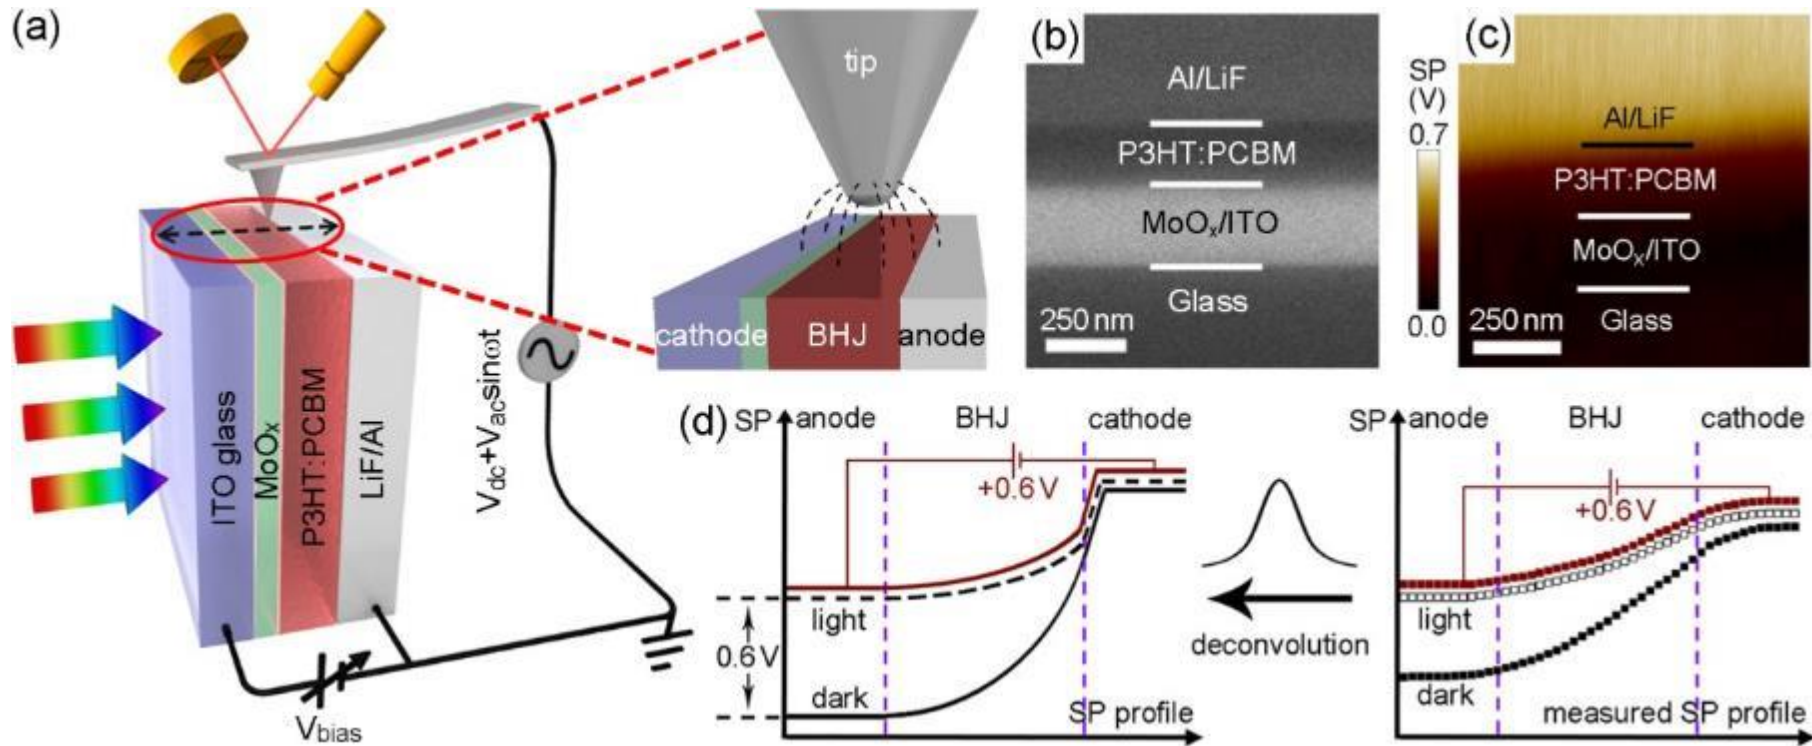 (a)
ITO glass
MoOx
P3HT:PCBM
LiF/Al
Vbias
Vdc+Vacsinωt
tip
cathode
BHJ
anode
(b)
Al/LiF
P3HT:PCBM
MoOx/ITO
Glass
250 nm
(c)
SP
(V)
0.7
0.0
Al/LiF
P3HT:PCBM
MoOx/ITO
Glass
250 nm
(d)
SP
anode
BHJ
cathode
+0.6 V
light
0.6 V
dark
SP profile
deconvolution
SP
anode
BHJ
cathode
+0.6 V
light
dark
measured SP profile